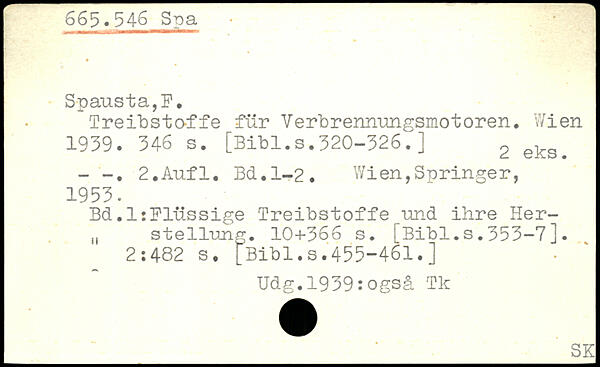 665.546 Spa
Spausta,F.
Treibstoffe für Verbrennungsmotoren. Wien
1939. 346 s. [Bibl.s.320-326.]
2 eks.
- -. 2.Aufl. Bd.1-2. Wien,Springer,
1953.
Bd.1:Flüssige Treibstoffe und ihre Her-
" stellung. 10+366 s. [Bibl.s.353-7].
2:482 s. [Bibl.s.455-461.]
Udg.1939:også Tk
SK